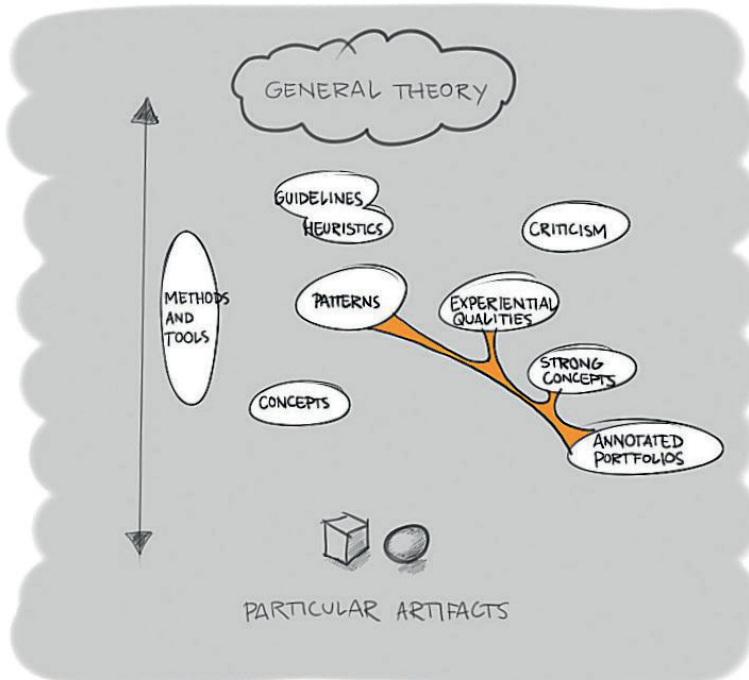 GENERAL THEORY
GUIDELINES
HEURISTICS
CRITICISM
METHODS
AND
TOOLS
PATTERNS
EXPERIENTIAL
QUALITIES
STRONG
CONCEPTS
CONCEPTS
ANNOTATED
PORTFOLIOS
PARTICULAR ARTIFACTS